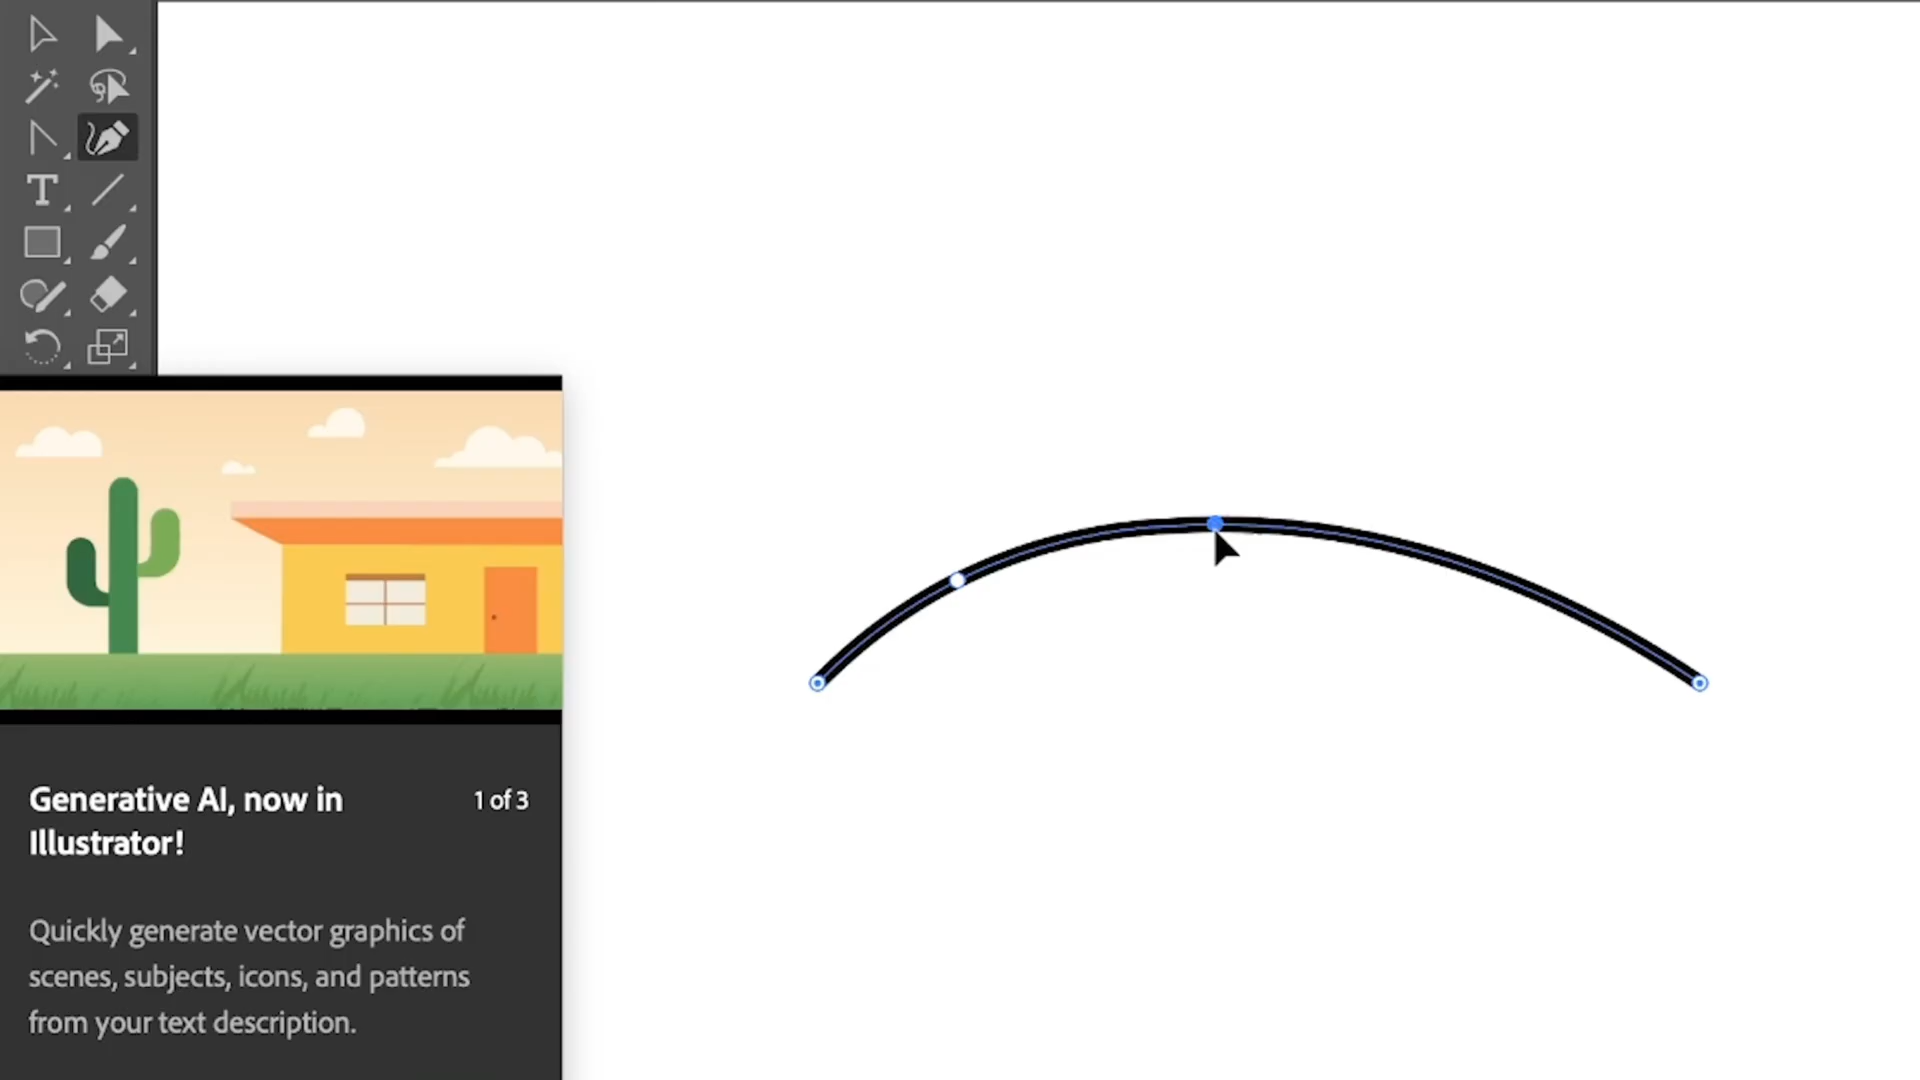 Generative AI, now in
Illustrator!
1 of 3
Quickly generate vector graphics of
scenes, subjects, icons, and patterns
from your text description.